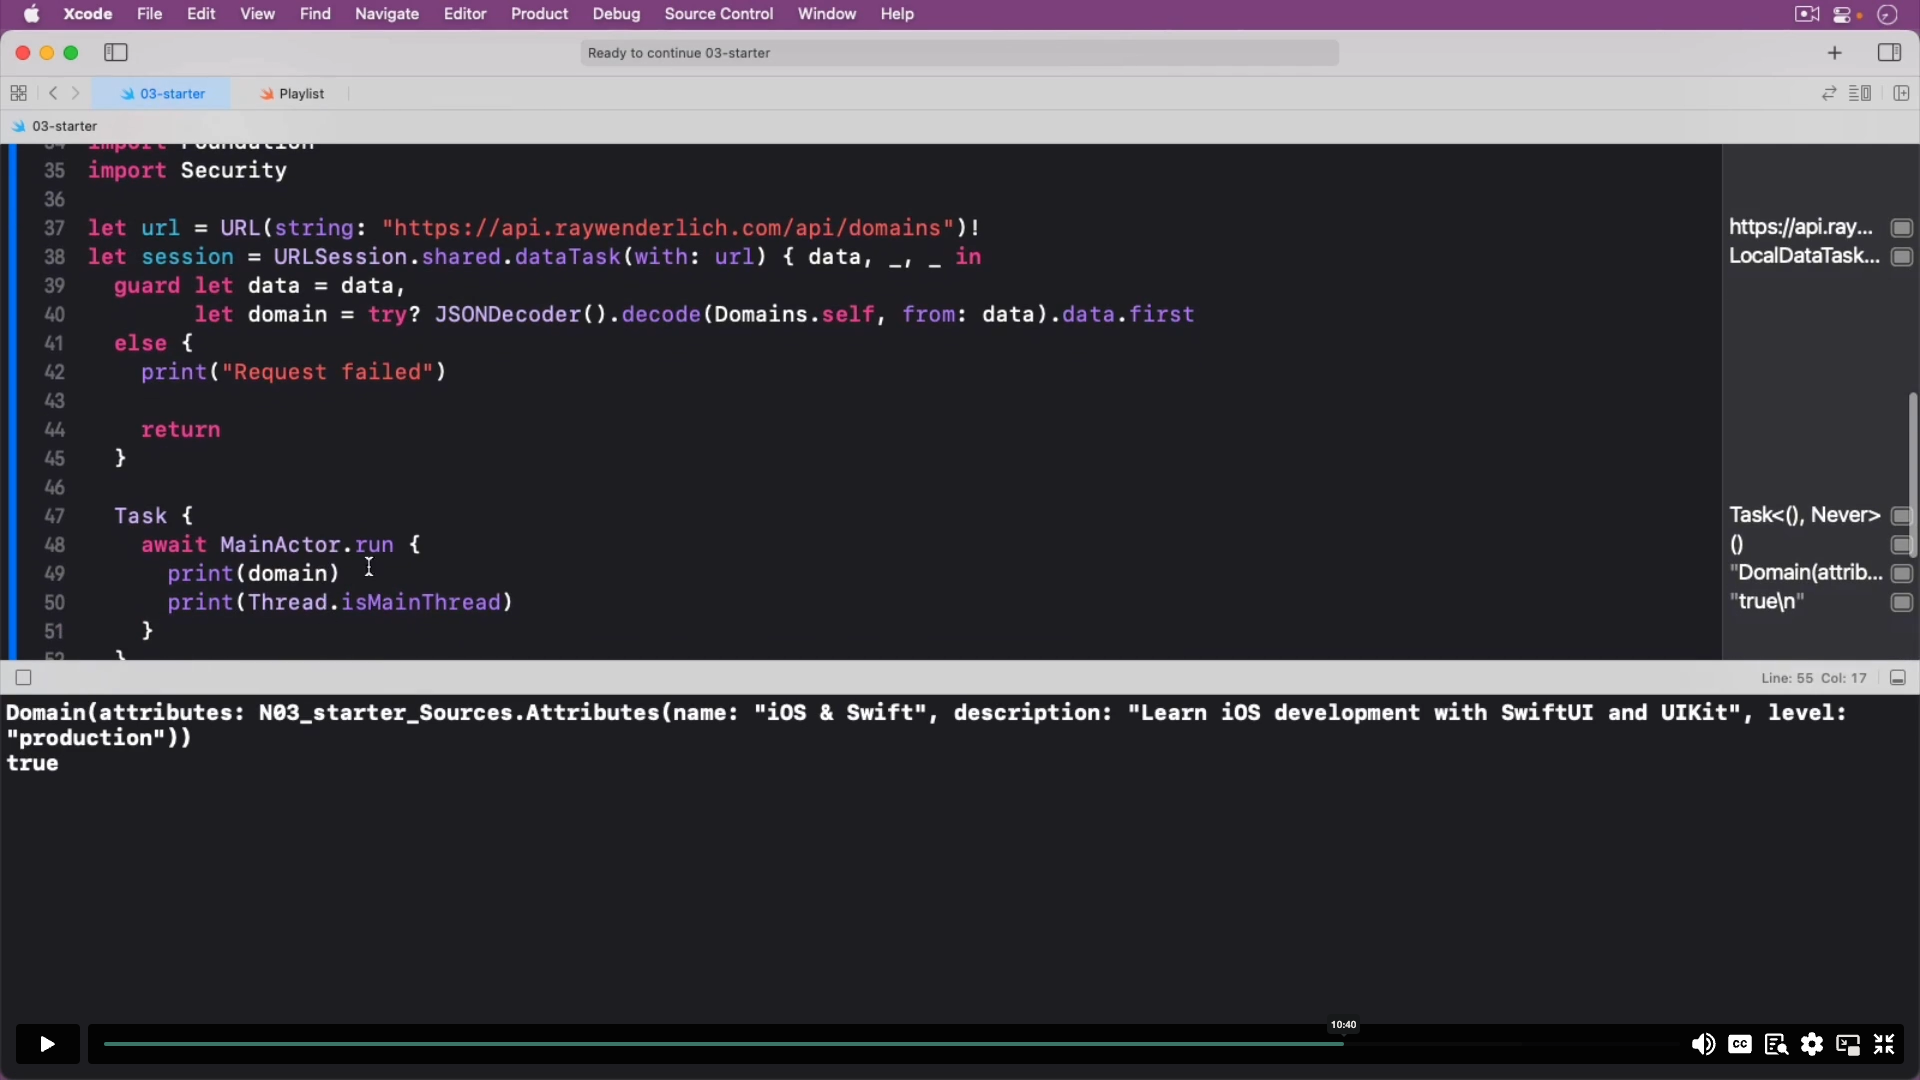 Xcode File Edit View Find Navigate Editor Product Debug Source Control Window Help
Ready to continue 03-starter
03-starter Playlist
03-starter
34 import Foundation
35 import Security
36
37 let url = URL(string: "https://api.raywenderlich.com/api/domains")! https://api.ray...
38 let session = URLSession.shared.dataTask(with: url) { data, _, _ in LocalDataTask...
39 guard let data = data,
40 let domain = try? JSONDecoder().decode(Domains.self, from: data).data.first
41 else {
42 print("Request failed")
43
44 return
45 }
46
47 Task { Task<(), Never>
48 await MainActor.run { ()
49 print(domain) "Domain(attrib...
50 print(Thread.isMainThread) "true\n"
51 }
52 }
Line: 55 Col: 17
Domain(attributes: N03_starter_Sources.Attributes(name: "iOS & Swift", description: "Learn iOS development with SwiftUI and UIKit", level:
"production"))
true
10:40
CC